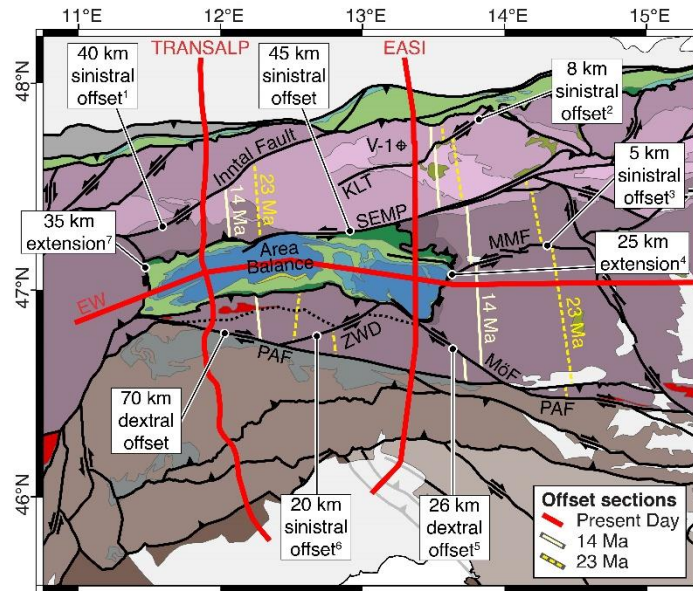 11°E
12°E
13°E
14°E
15°E
48°N
47°N
46°N
TRANSALP
EASI
40 km
sinistral
offset¹
45 km
sinistral
offset
8 km
sinistral
offset²
5 km
sinistral
offset³
V-1
Inntal Fault
KLT
SEMP
MMF
14 Ma
23 Ma
35 km
extension⁷
Area
Balance
25 km
extension⁴
EW
14 Ma
23 Ma
ZWD
PAF
MöF
PAF
70 km
dextral
offset
20 km
sinistral
offset⁶
26 km
dextral
offset⁵
Offset sections
Present Day
14 Ma
23 Ma